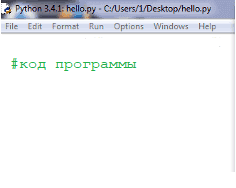 Python 3.4.1: hello.py - C:/Users/1/Desktop/hello.py
File Edit Format Run Options Windows Help
#код программы